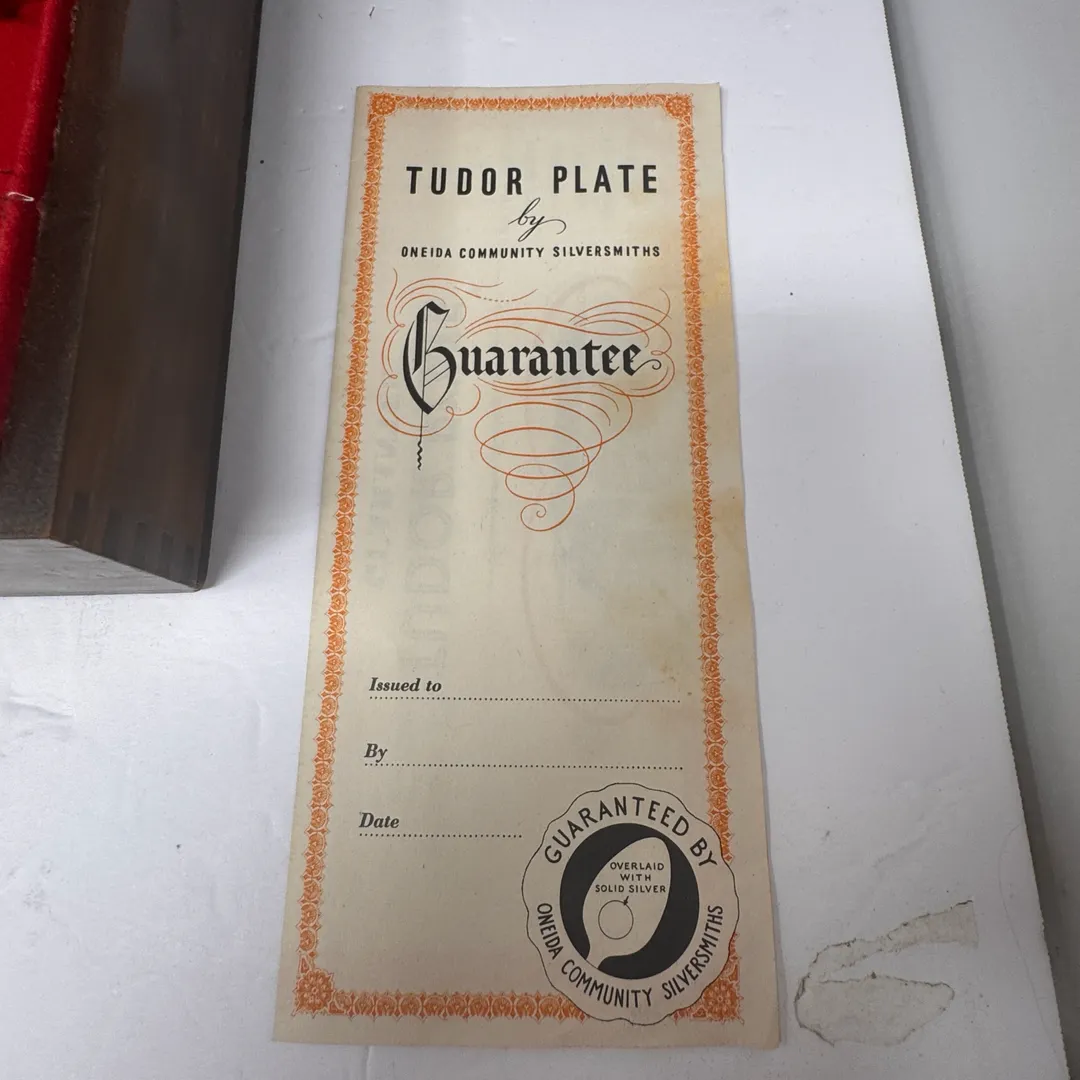 TUDOR PLATE
by
ONEIDA COMMUNITY SILVERSMITHS
Guarantee
Issued to
By
Date
GUARANTEED BY
OVERLAID
WITH
SOLID SILVER
ONEIDA COMMUNITY SILVERSMITHS